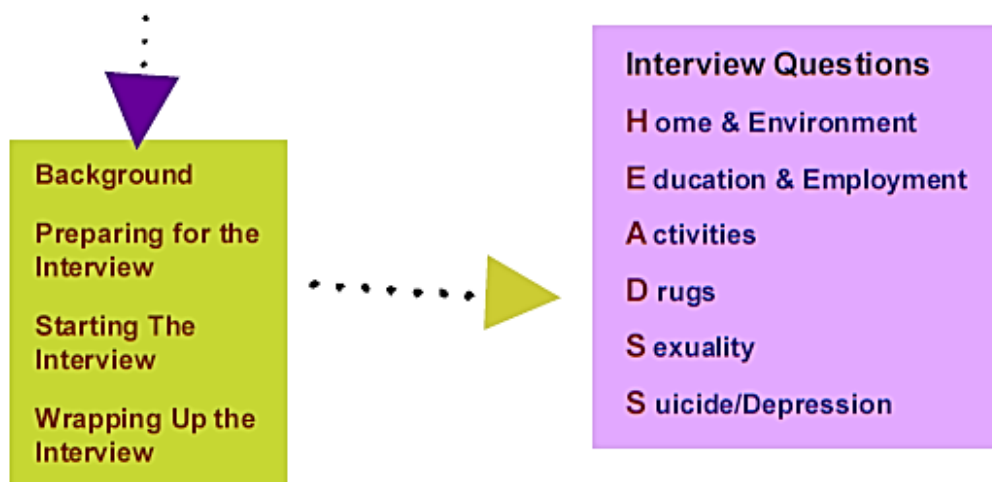 Background
Preparing for the
Interview
Starting The
Interview
Wrapping Up the
Interview
Interview Questions
H ome & Environment
E ducation & Employment
A ctivities
D rugs
S exuality
S uicide/Depression